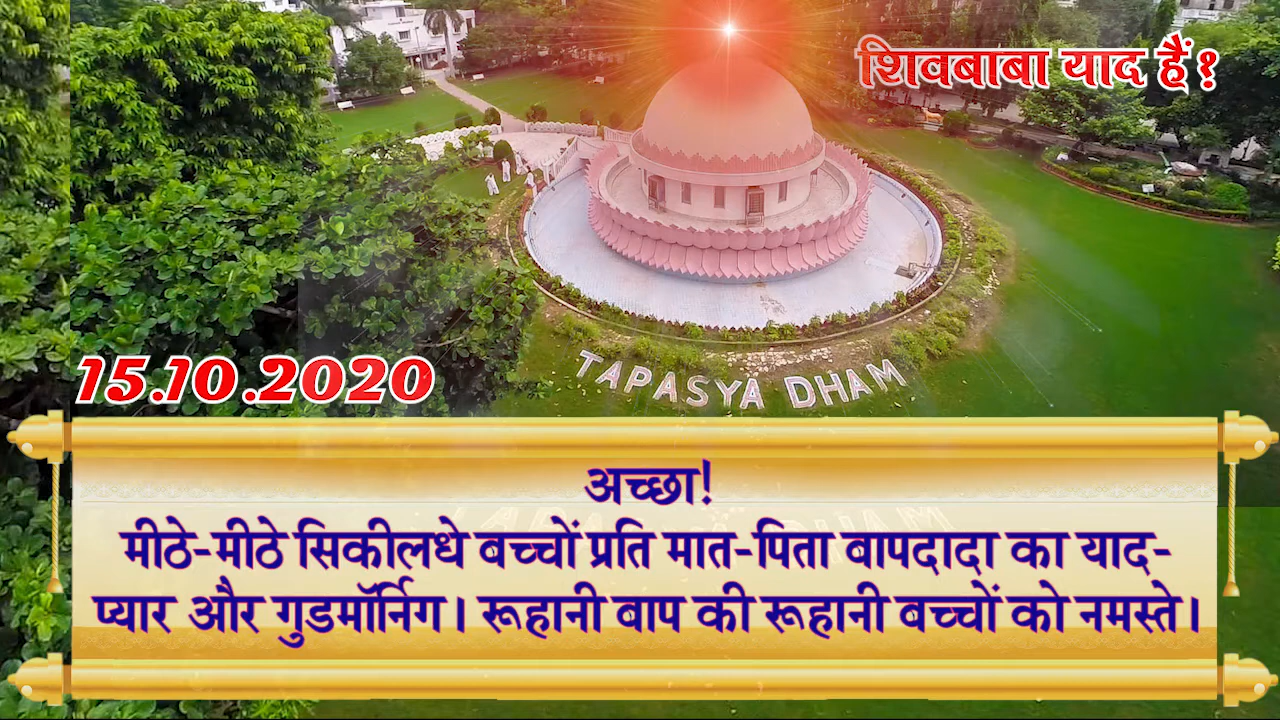 शिवबाबा याद हैं?
TAPASYA DHAM
15.10.2020
अच्छा!
मीठे-मीठे सिकीलधे बच्चों प्रति मात-पिता बापदादा का याद-
प्यार और गुडमॉर्निंग। रूहानी बाप की रूहानी बच्चों को नमस्ते।